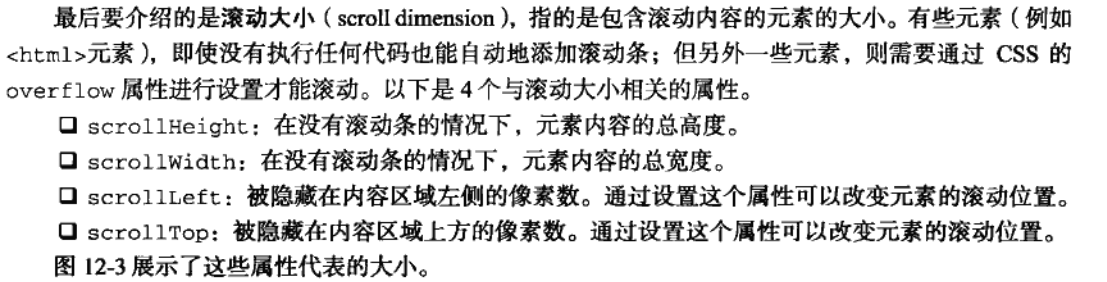 最后要介绍的是滚动大小（scroll dimension），指的是包含滚动内容的元素的大小。有些元素（例如
<html>元素），即使没有执行任何代码也能自动地添加滚动条；但另外一些元素，则需要通过 CSS 的
overflow 属性进行设置才能滚动。以下是 4 个与滚动大小相关的属性。
❑ scrollHeight：在没有滚动条的情况下，元素内容的总高度。
❑ scrollWidth：在没有滚动条的情况下，元素内容的总宽度。
❑ scrollLeft：被隐藏在内容区域左侧的像素数。通过设置这个属性可以改变元素的滚动位置。
❑ scrollTop：被隐藏在内容区域上方的像素数。通过设置这个属性可以改变元素的滚动位置。
图 12-3 展示了这些属性代表的大小。